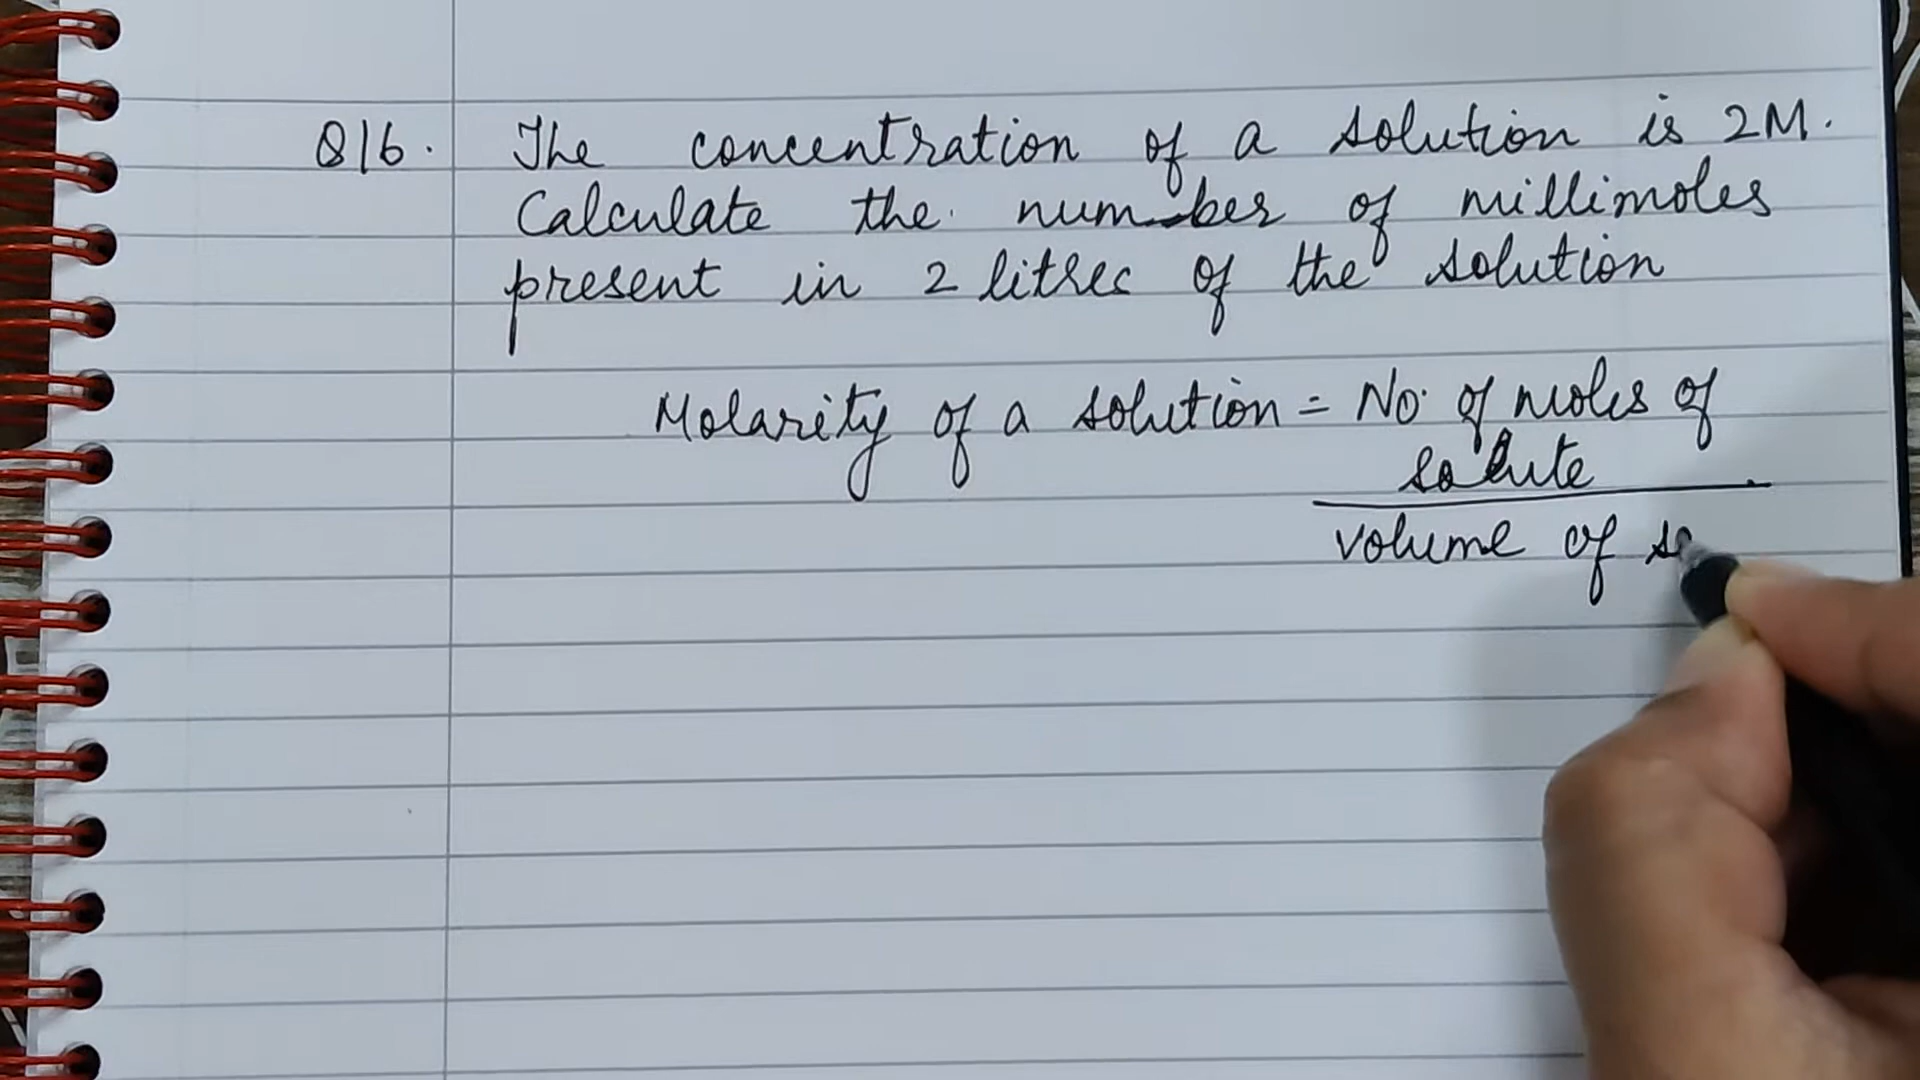 Q16. The concentration of a solution is 2M.
Calculate the number of millimoles
present in 2 litres of the solution
Molarity of a solution = No. of moles of
solute
volume of so